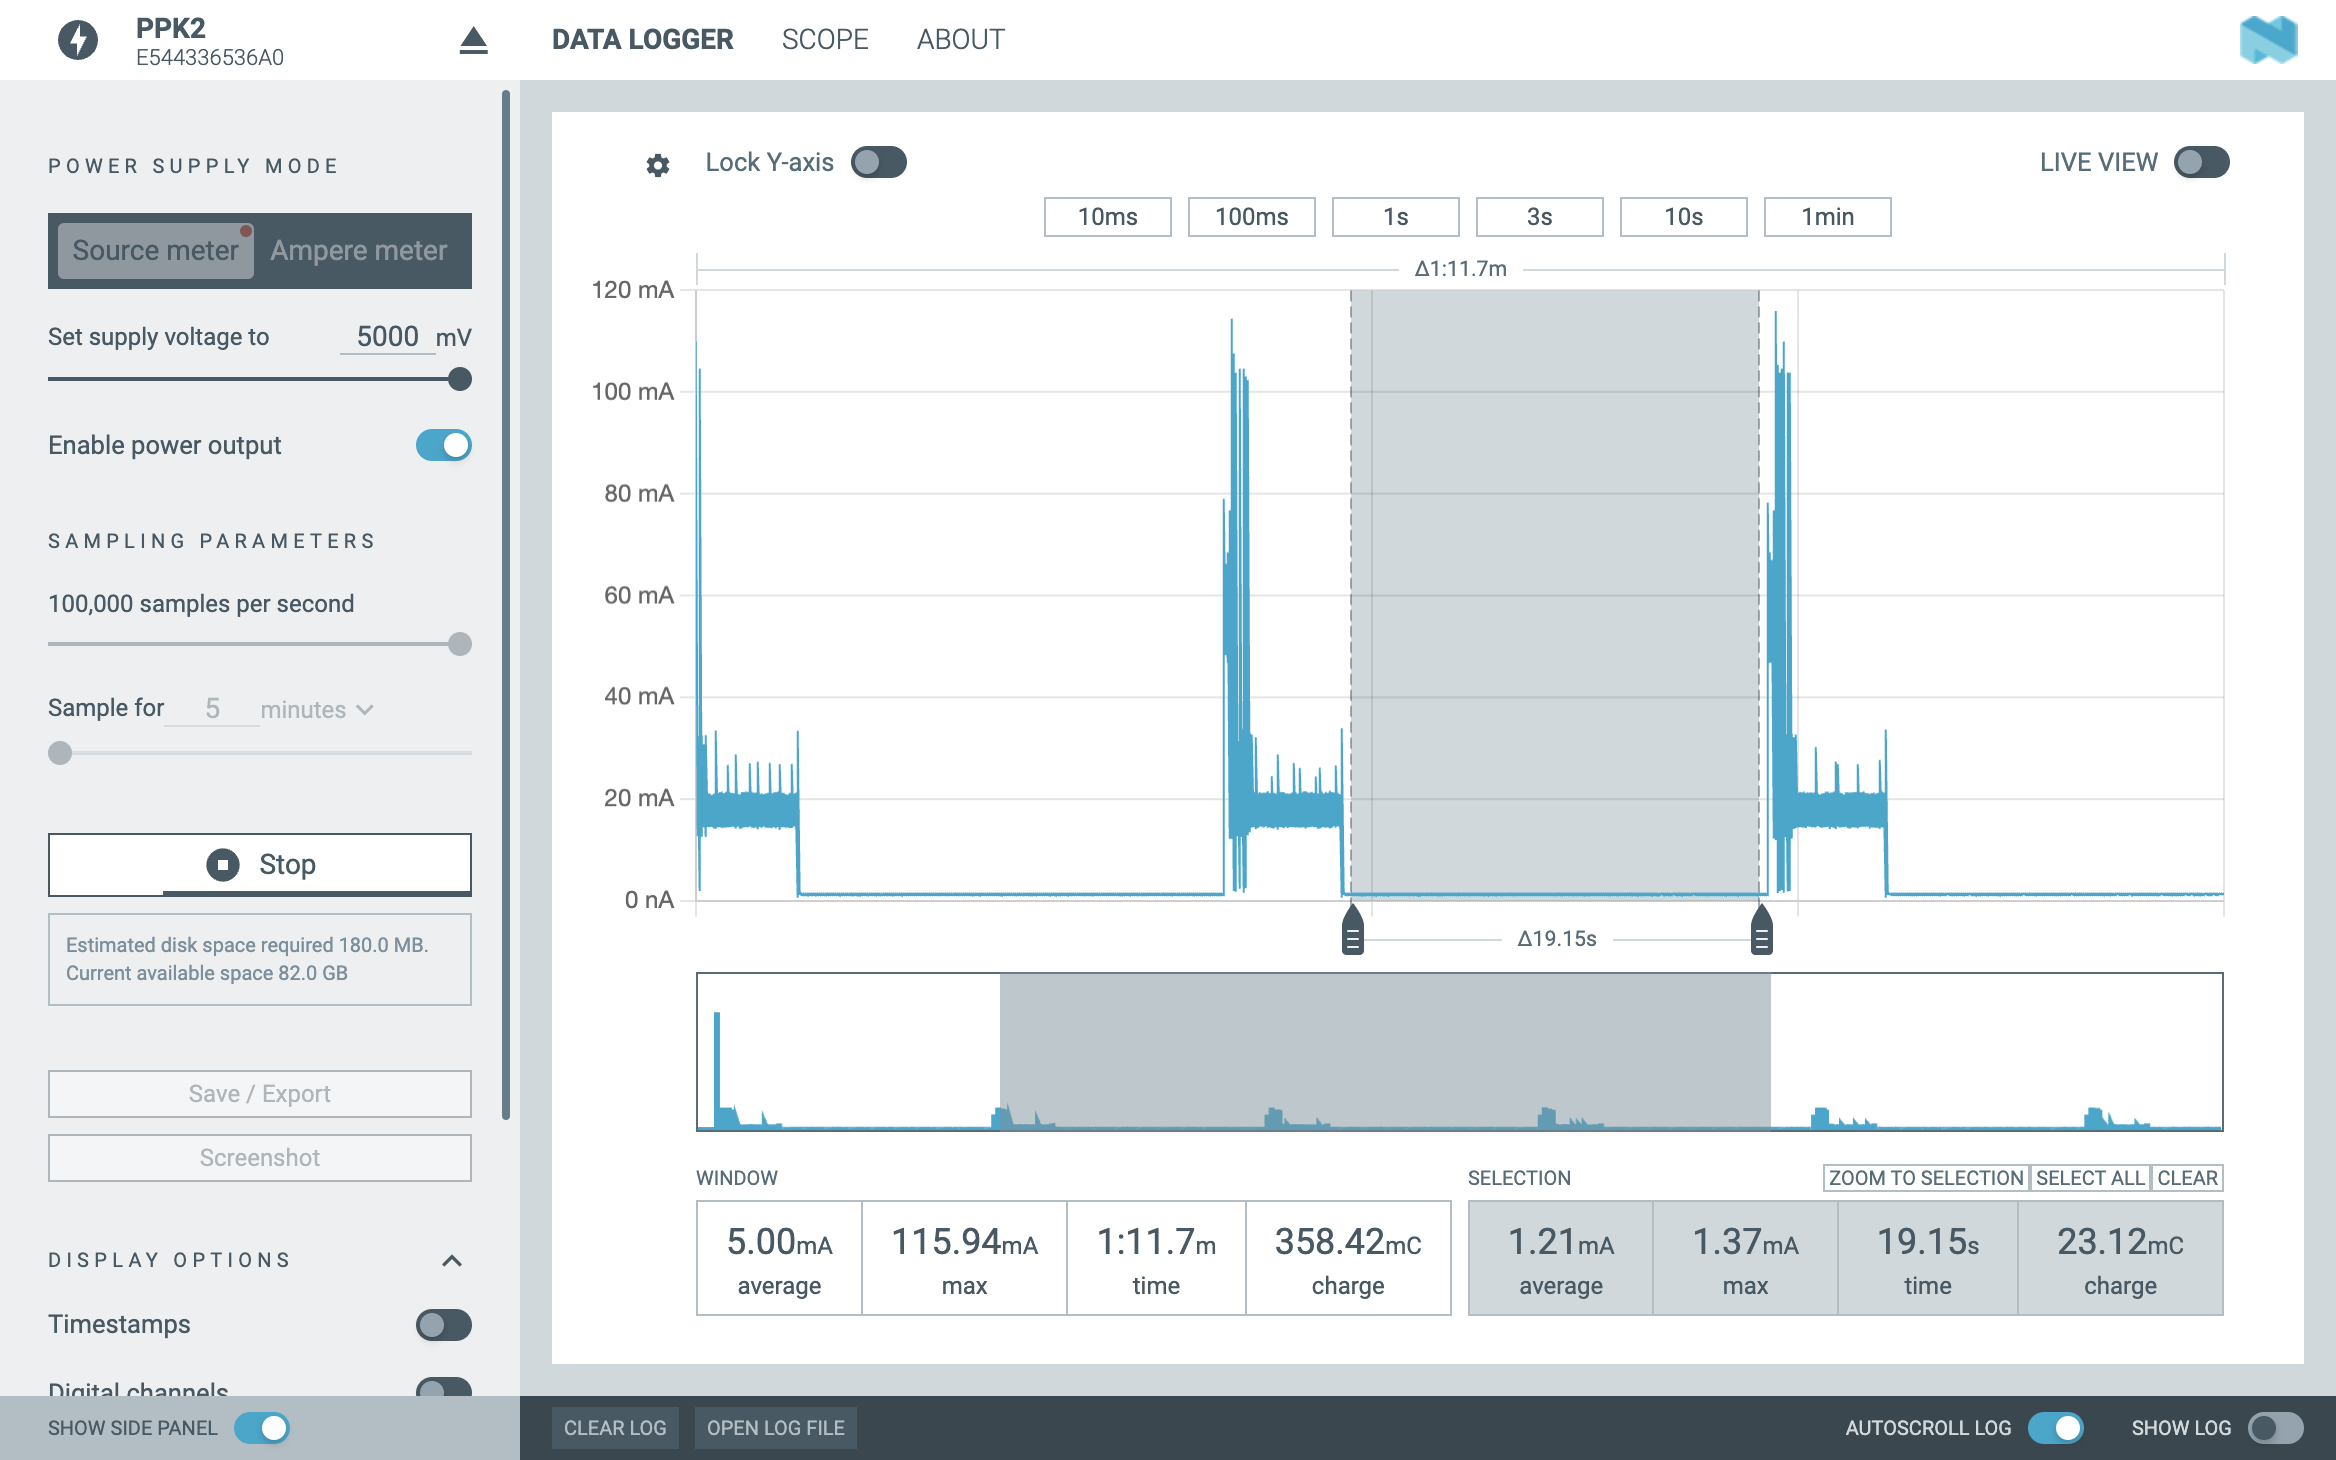 PPK2
E544336536A0
DATA LOGGER SCOPE ABOUT
POWER SUPPLY MODE
Source meter Ampere meter
Set supply voltage to 5000 mV
Enable power output
SAMPLING PARAMETERS
100,000 samples per second
Sample for 5 minutes
Stop
Estimated disk space required 180.0 MB.
Current available space 82.0 GB
Save / Export
Screenshot
DISPLAY OPTIONS
Timestamps
Digital channels
SHOW SIDE PANEL
Lock Y-axis LIVE VIEW
10ms 100ms 1s 3s 10s 1min
Δ1:11.7m
120 mA
100 mA
80 mA
60 mA
40 mA
20 mA
0 nA
Δ19.15s
WINDOW
5.00mA 115.94mA 1:11.7m 358.42mC
average max time charge
SELECTION ZOOM TO SELECTION SELECT ALL CLEAR
1.21mA 1.37mA 19.15s 23.12mC
average max time charge
CLEAR LOG OPEN LOG FILE AUTOSCROLL LOG SHOW LOG